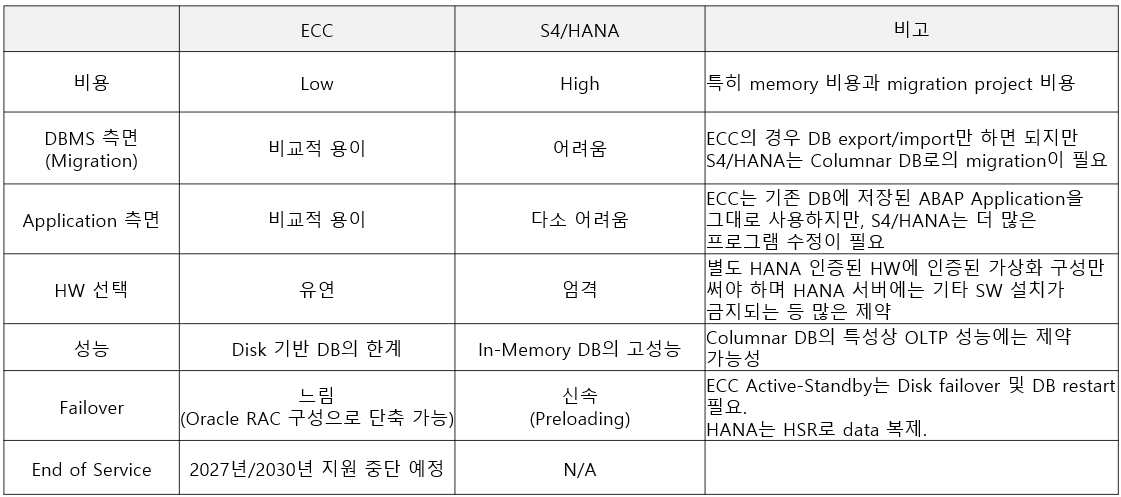 ECC
S4/HANA
비고
비용
Low
High
특히 memory 비용과 migration project 비용
DBMS 측면
(Migration)
비교적 용이
어려움
ECC의 경우 DB export/import만 하면 되지만
S4/HANA는 Columnar DB로의 migration이 필요
Application 측면
비교적 용이
다소 어려움
ECC는 기존 DB에 저장된 ABAP Application을
그대로 사용하지만, S4/HANA는 더 많은
프로그램 수정이 필요
HW 선택
유연
엄격
별도 HANA 인증된 HW에 인증된 가상화 구성만
써야 하며 HANA 서버에는 기타 SW 설치가
금지되는 등 많은 제약
성능
Disk 기반 DB의 한계
In-Memory DB의 고성능
Columnar DB의 특성상 OLTP 성능에는 제약
가능성
Failover
느림
(Oracle RAC 구성으로 단축 가능)
신속
(Preloading)
ECC Active-Standby는 Disk failover 및 DB restart
필요.
HANA는 HSR로 data 복제.
End of Service
2027년/2030년 지원 중단 예정
N/A